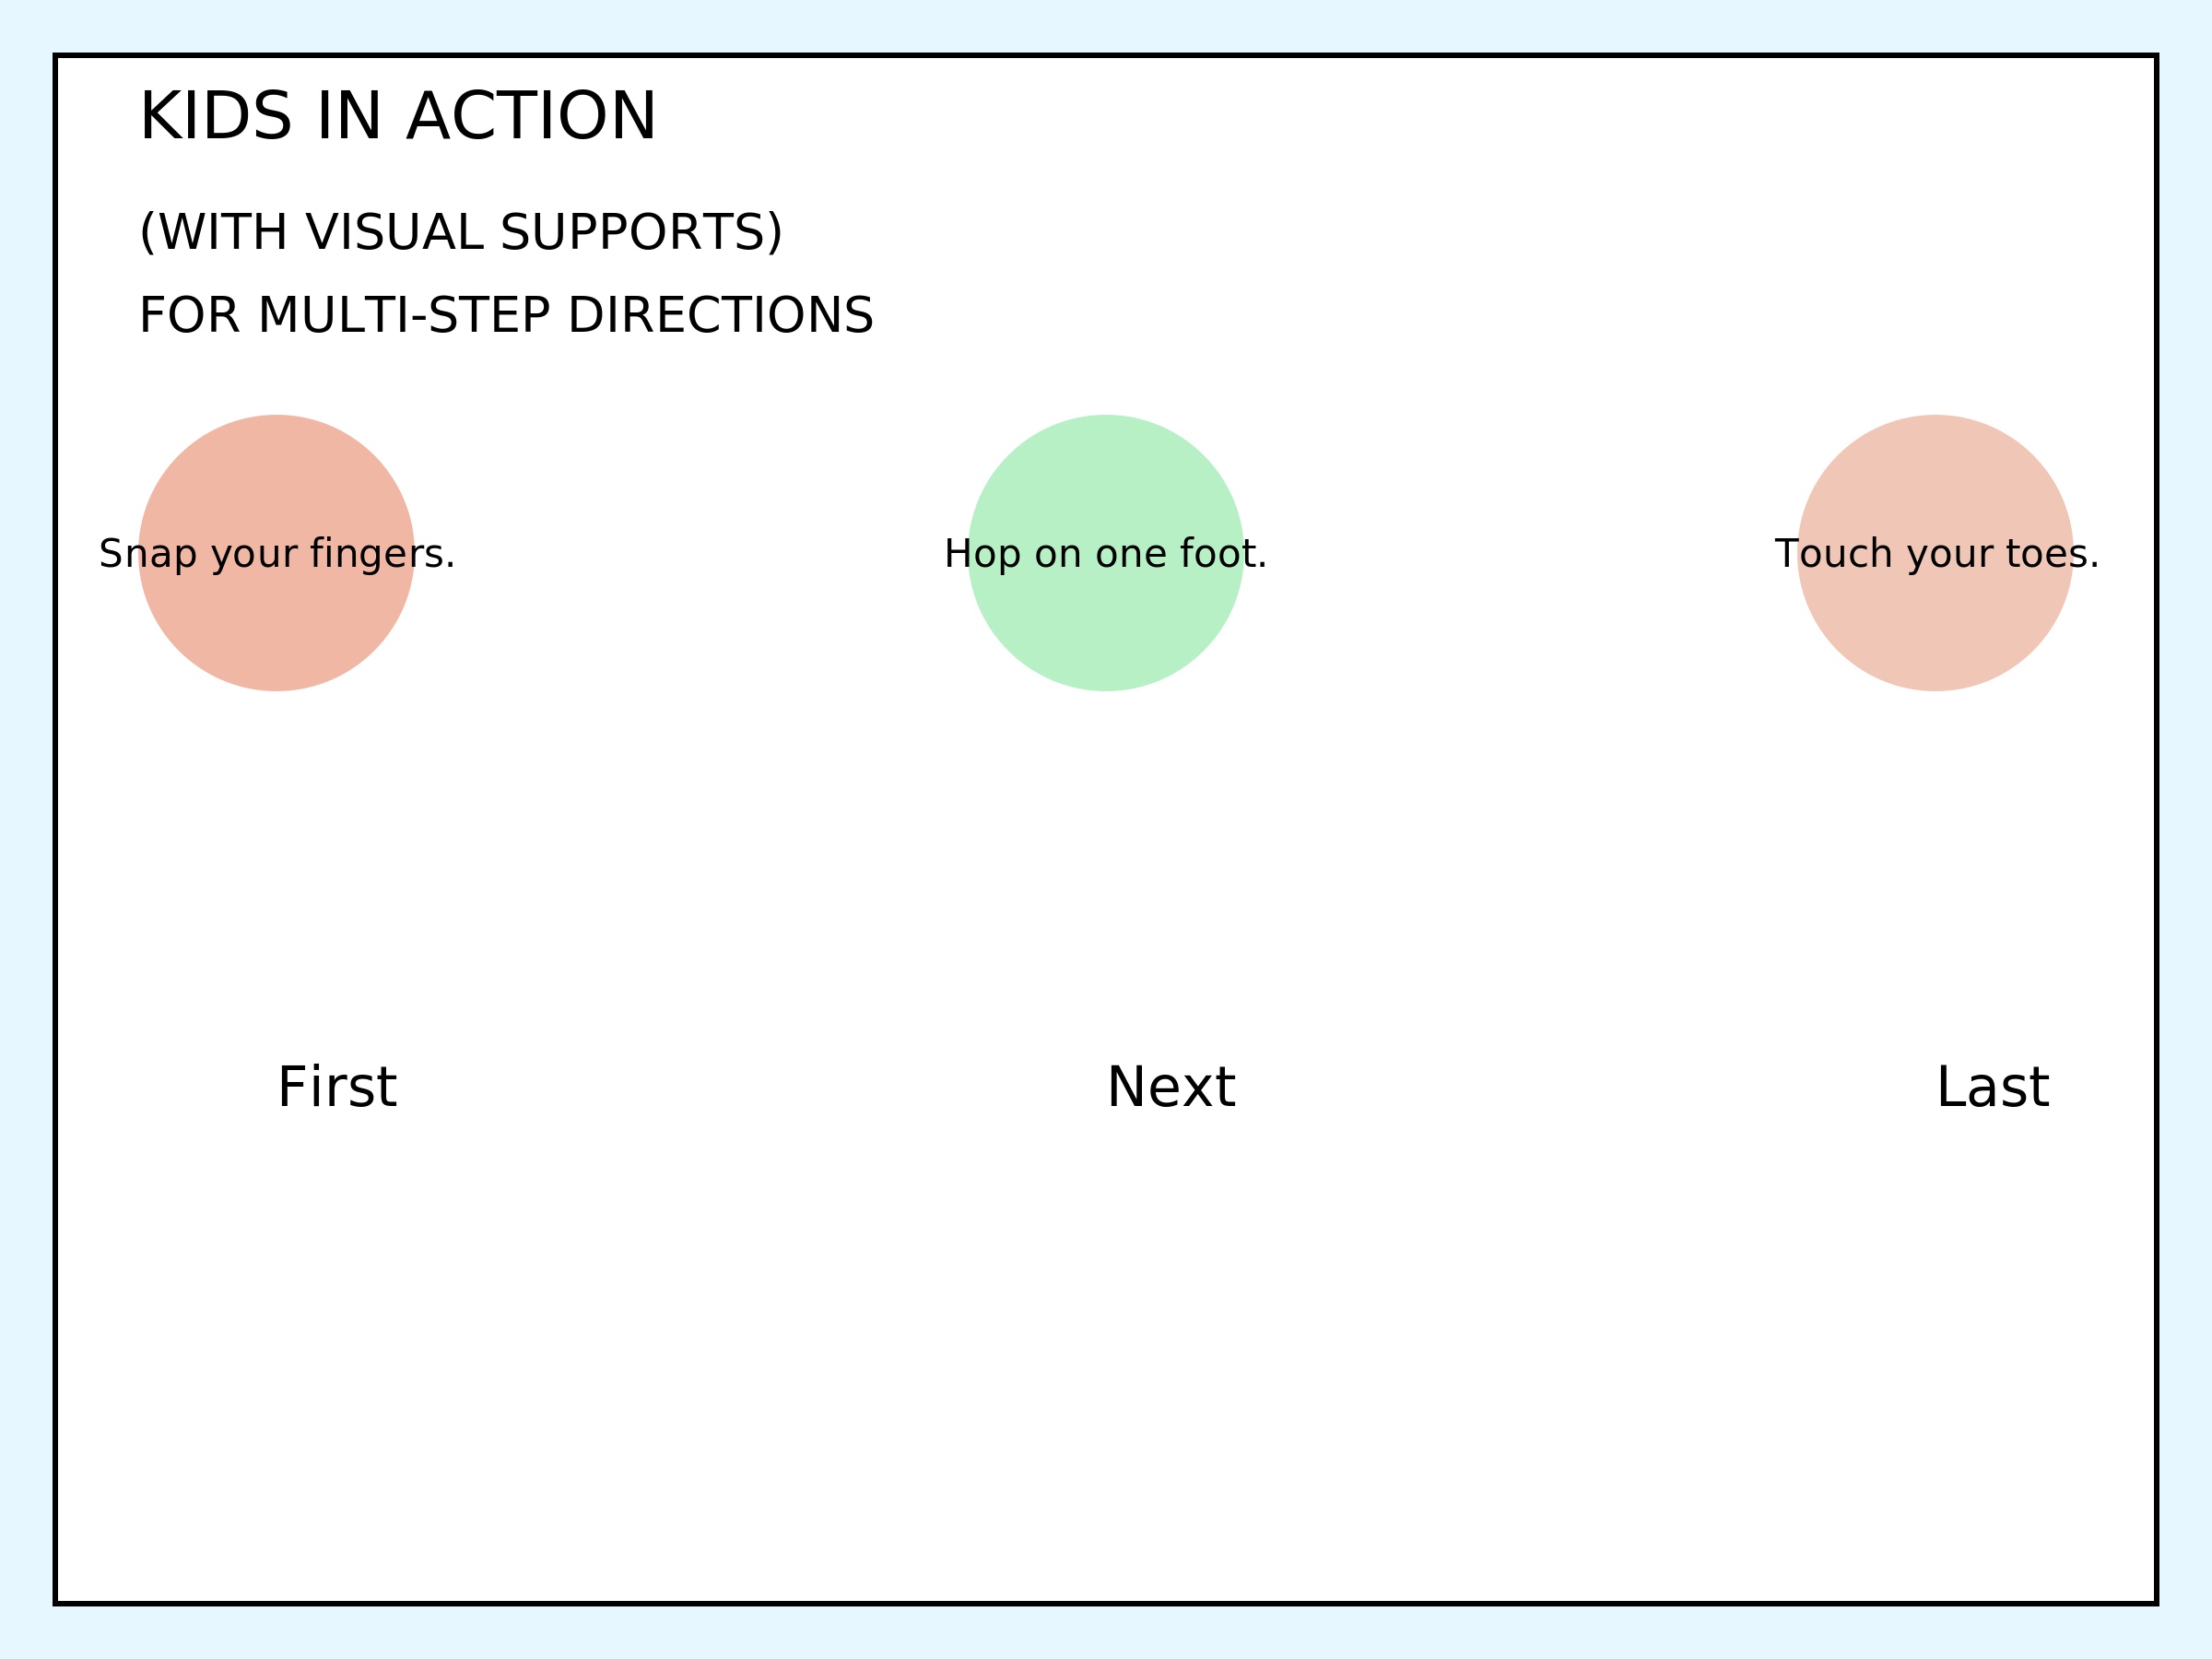 KIDS IN ACTION
(WITH VISUAL SUPPORTS)
FOR MULTI-STEP DIRECTIONS
Snap your fingers.
Hop on one foot.
Touch your toes.
First
Next
Last